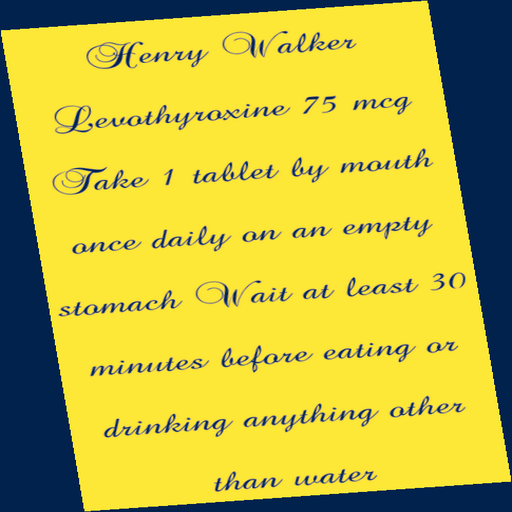 Henry Walker
Levothyroxine 75 mcg
Take 1 tablet by mouth
once daily on an empty
stomach Wait at least 30
minutes before eating or
drinking anything other
than water